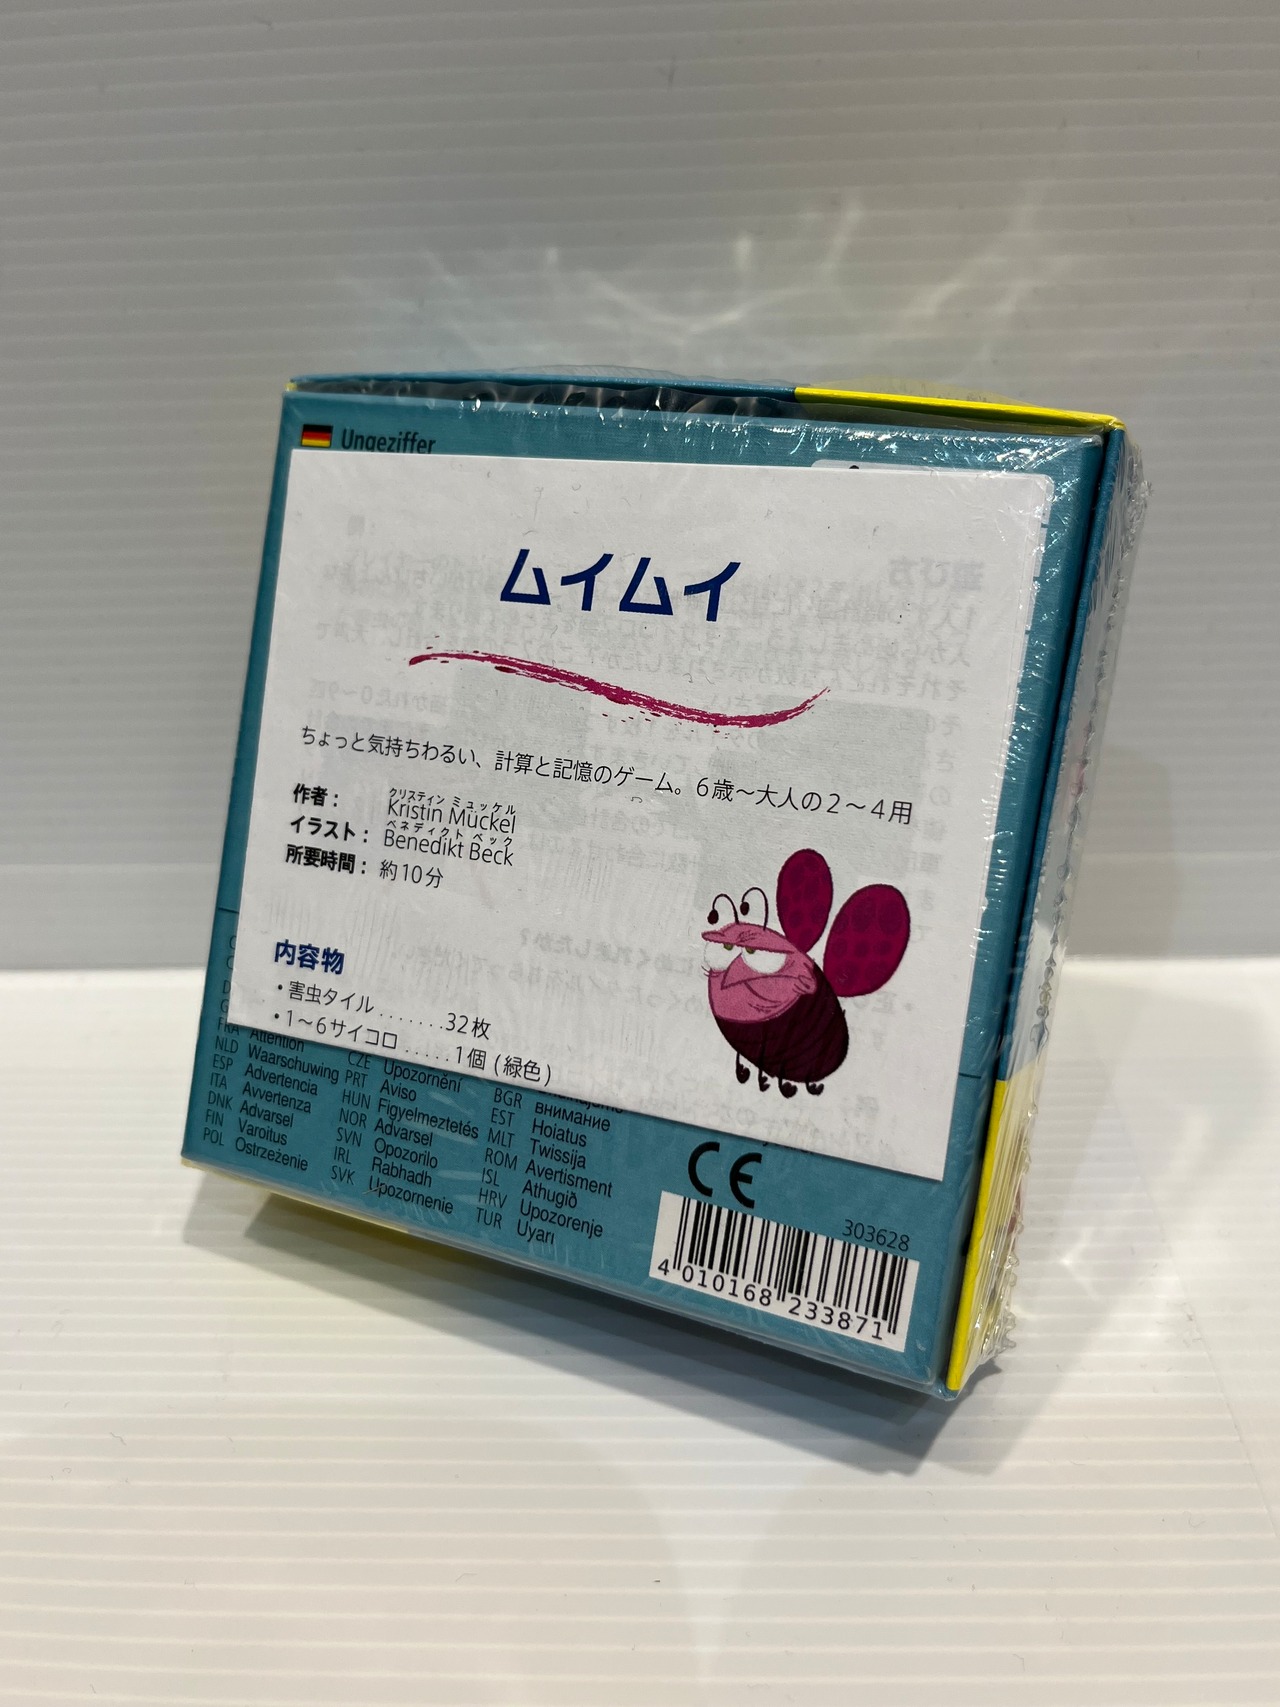 Ungeziffer
ムイムイ
ちょっと気持ちわるい、計算と記憶のゲーム。6歳〜大人の2〜4用
作者： Kristin Mückel
クリスティン ミュッケル
イラスト： Benedikt Beck
ベネディクト ベック
所要時間： 約10分
内容物
・害虫タイル.......32枚
・1〜6サイコロ.....1個 (緑色)
FRA Attention
NLD Waarschuwing
ESP Advertencia
ITA Avvertenza
DNK Advarsel
FIN Varoitus
POL Ostrzeżenie
CZE Upozornění
PRT Aviso
HUN Figyelmeztetés
NOR Advarsel
SVN Opozorilo
IRL Rabhadh
SVK Upozornenie
BGR внимание
EST Hoiatus
MLT Twissija
ROM Avertisment
ISL Athugið
HRV Upozorenje
TUR Uyarı
CE
303628
4 010168 233871